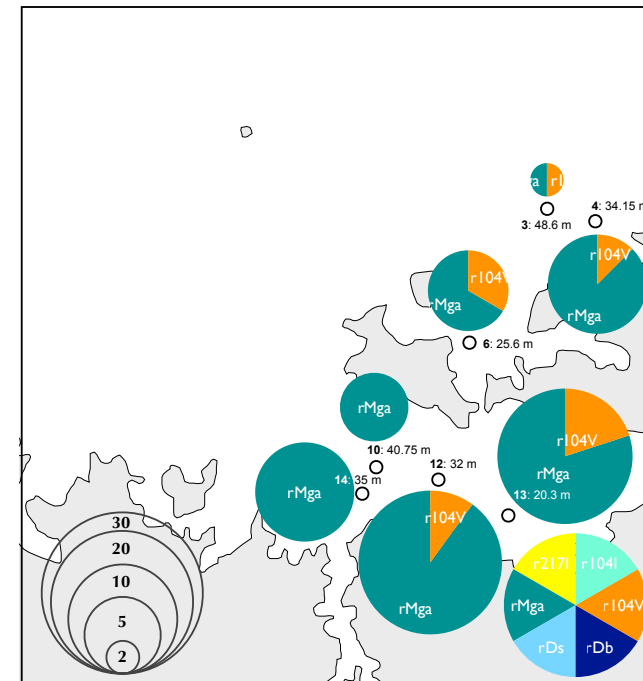 4: 34.15 m
3: 48.6 m
r104V
rMga
r104V
rMga
6: 25.6 m
rMga
r104V
rMga
10: 40.75 m
12: 32 m
14: 35 m
rMga
13: 20.3 m
r104V
rMga
30
20
10
5
2
r217I
r104I
rMga
r104V
rDs
rDb